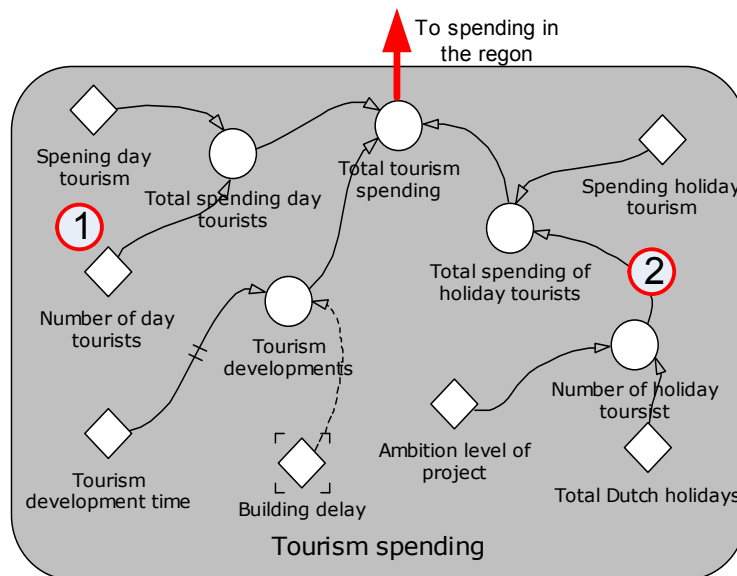 To spending in
the regon
Spening day
tourism
Total spending day
tourists
Total tourism
spending
Spending holiday
tourism
1
Number of day
tourists
Total spending of
holiday tourists
2
Tourism
developments
Number of holiday
toursist
Ambition level of
project
Tourism
development time
Building delay
Total Dutch holidays
Tourism spending